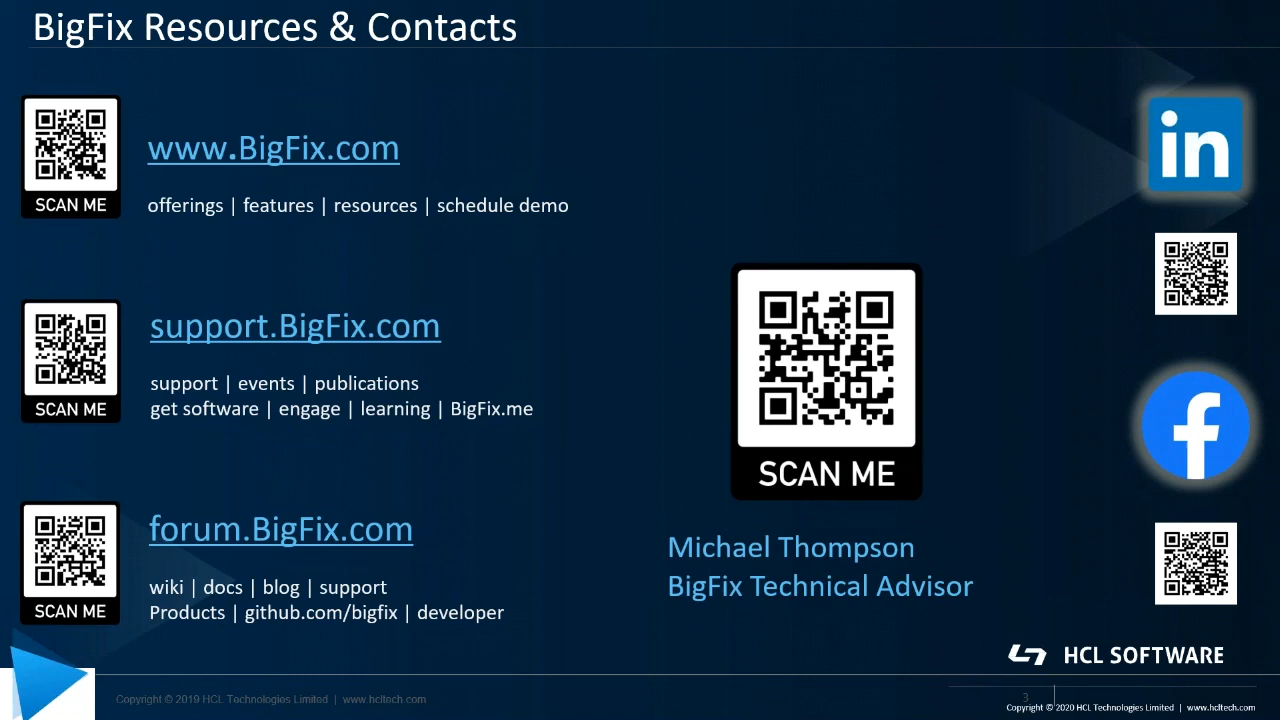 BigFix Resources & Contacts
SCAN ME
www.BigFix.com
offerings | features | resources | schedule demo
SCAN ME
support.BigFix.com
support | events | publications
get software | engage | learning | BigFix.me
SCAN ME
forum.BigFix.com
wiki | docs | blog | support
Products | github.com/bigfix | developer
SCAN ME
Michael Thompson
BigFix Technical Advisor
in
f
HCL SOFTWARE
Copyright © 2019 HCL Technologies Limited | www.hcltech.com
3
Copyright © 2020 HCL Technologies Limited | www.hcltech.com